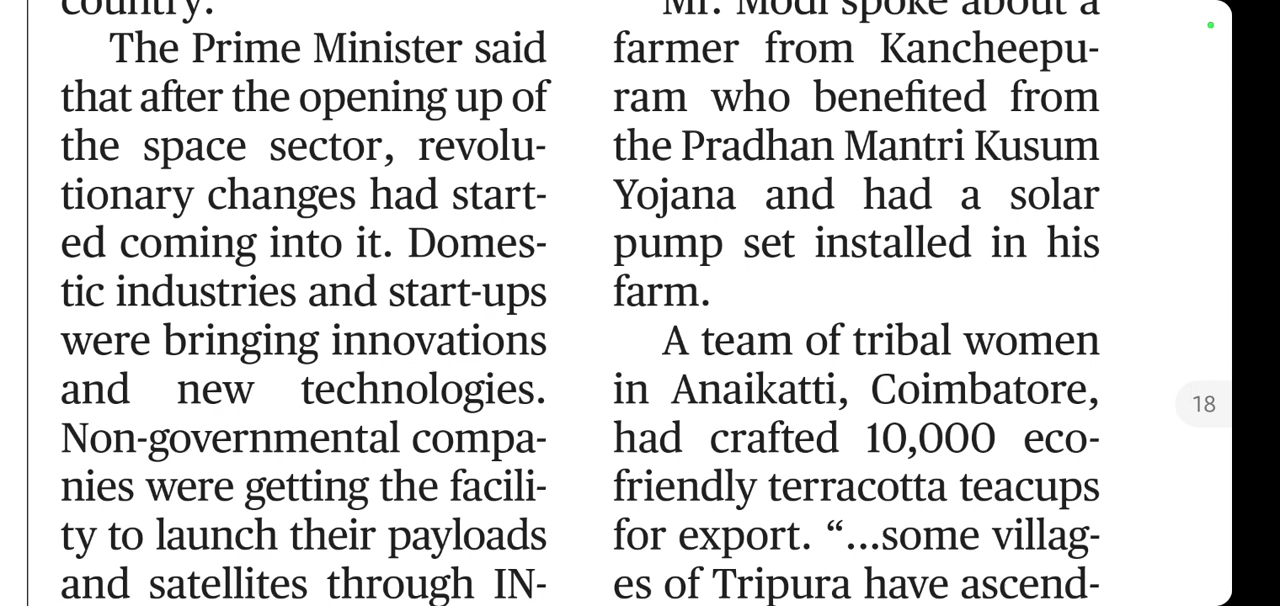 country.
The Prime Minister said
that after the opening up of
the space sector, revolu-
tionary changes had start-
ed coming into it. Domes-
tic industries and start-ups
were bringing innovations
and new technologies.
Non-governmental compa-
nies were getting the facili-
ty to launch their payloads
and satellites through IN-
Mr. Modi spoke about a
farmer from Kancheepu-
ram who benefited from
the Pradhan Mantri Kusum
Yojana and had a solar
pump set installed in his
farm.
A team of tribal women
in Anaikatti, Coimbatore,
had crafted 10,000 eco-
friendly terracotta teacups
for export. “...some villag-
es of Tripura have ascend-
18